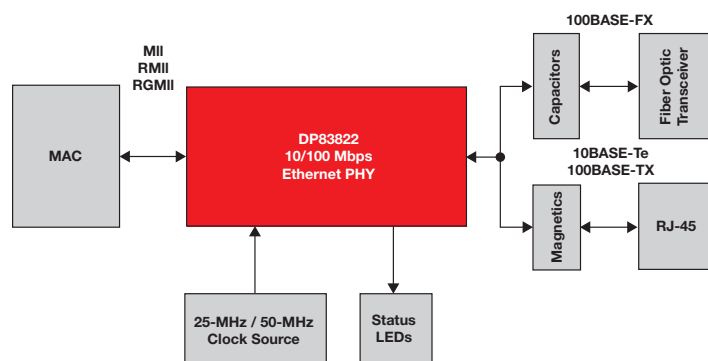 100BASE-FX
MII
RMII
RGMII
MAC
DP83822
10/100 Mbps
Ethernet PHY
Capacitors
Fiber Optic
Transceiver
10BASE-Te
100BASE-TX
Magnetics
RJ-45
25-MHz / 50-MHz
Clock Source
Status
LEDs